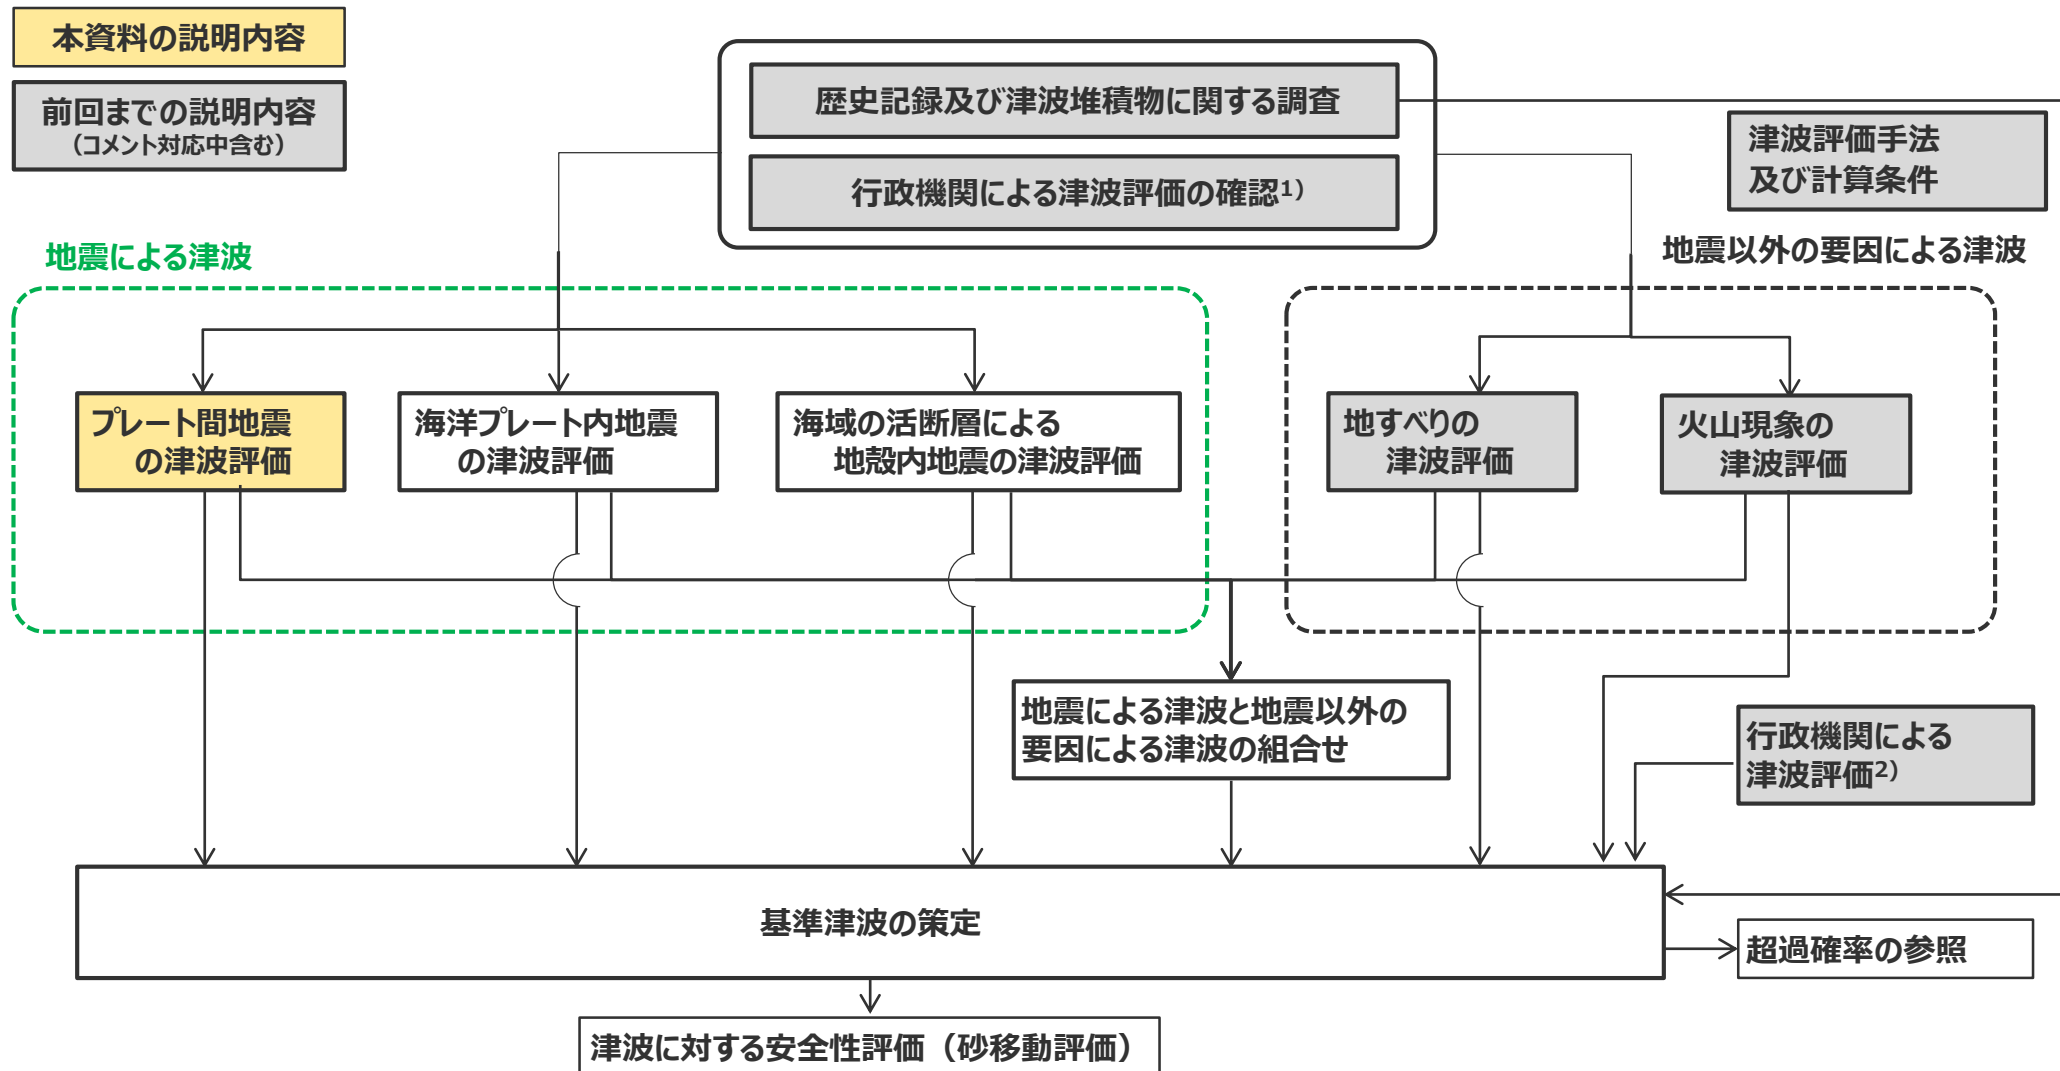 本資料の説明内容
前回までの説明内容
（コメント対応中含む）
歴史記録及び津波堆積物に関する調査
行政機関による津波評価の確認1）
津波評価手法
及び計算条件
地震による津波
地震以外の要因による津波
プレート間地震
の津波評価
海洋プレート内地震
の津波評価
海域の活断層による
地殻内地震の津波評価
地すべりの
津波評価
火山現象の
津波評価
地震による津波と地震以外の
要因による津波の組合せ
行政機関による
津波評価2）
基準津波の策定
超過確率の参照
津波に対する安全性評価（砂移動評価）